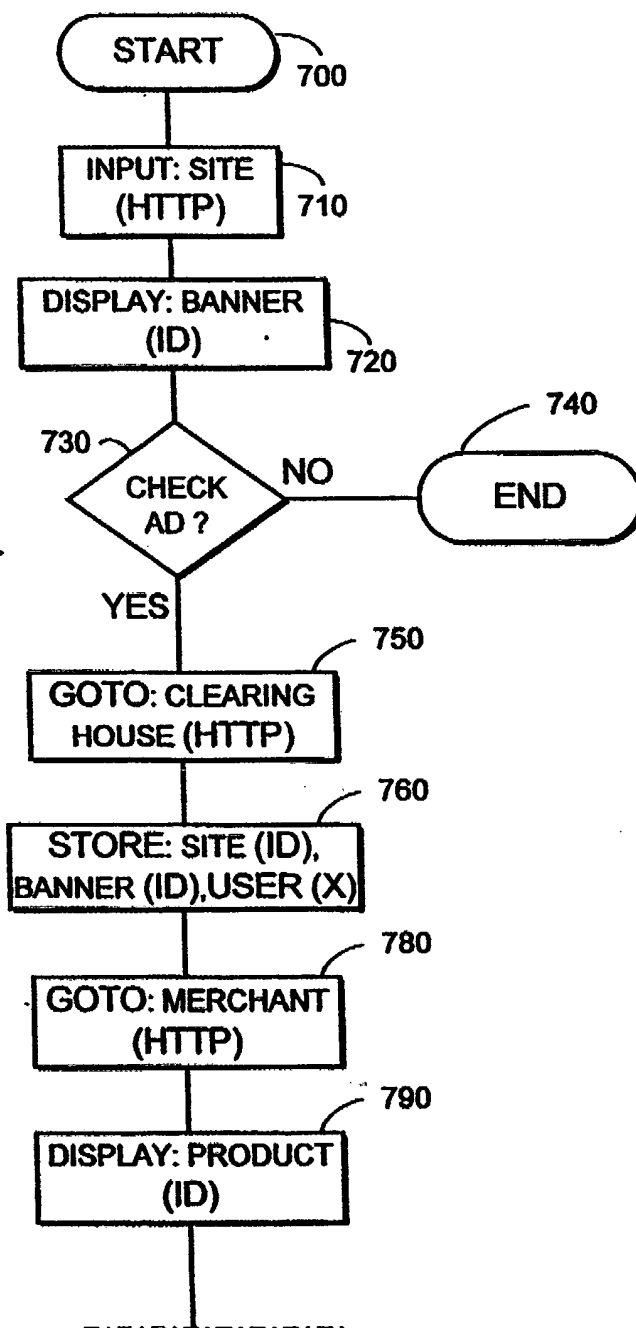 START
700
INPUT: SITE
(HTTP)
710
DISPLAY: BANNER
(ID)
720
730
CHECK
AD ?
NO
740
END
YES
750
GOTO: CLEARING
HOUSE (HTTP)
760
STORE: SITE (ID),
BANNER (ID),USER (X)
780
GOTO: MERCHANT
(HTTP)
790
DISPLAY: PRODUCT
(ID)